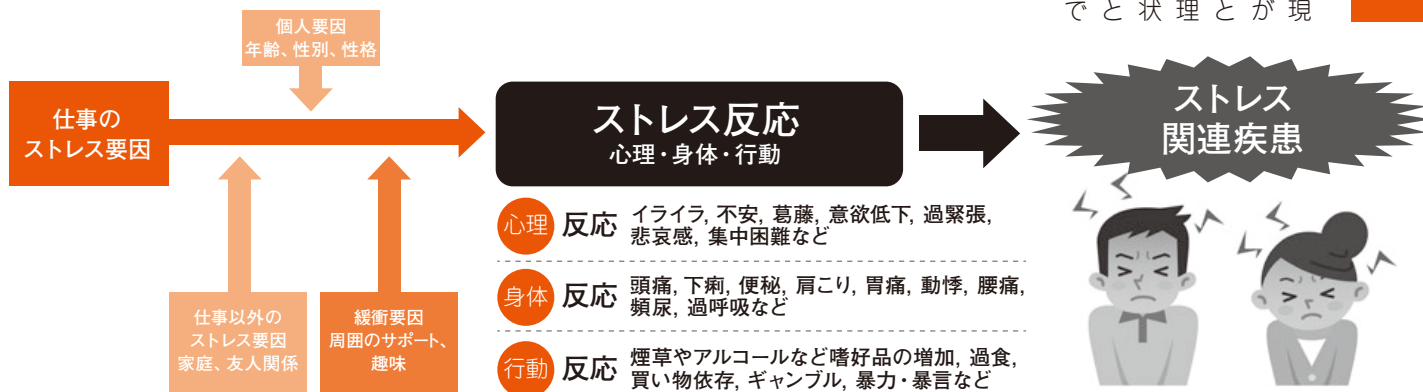 でと状理とが現
個人要因
年齢、性別、性格
仕事の
ストレス要因
ストレス反応
心理・身体・行動
ストレス
関連疾患
心理 反応 イライラ, 不安, 葛藤, 意欲低下, 過緊張,
悲哀感, 集中困難など
身体 反応 頭痛, 下痢, 便秘, 肩こり, 胃痛, 動悸, 腰痛,
頻尿, 過呼吸など
行動 反応 煙草やアルコールなど嗜好品の増加, 過食,
買い物依存, ギャンブル, 暴力・暴言など
仕事以外の
ストレス要因
家庭、友人関係
緩衝要因
周囲のサポート、
趣味